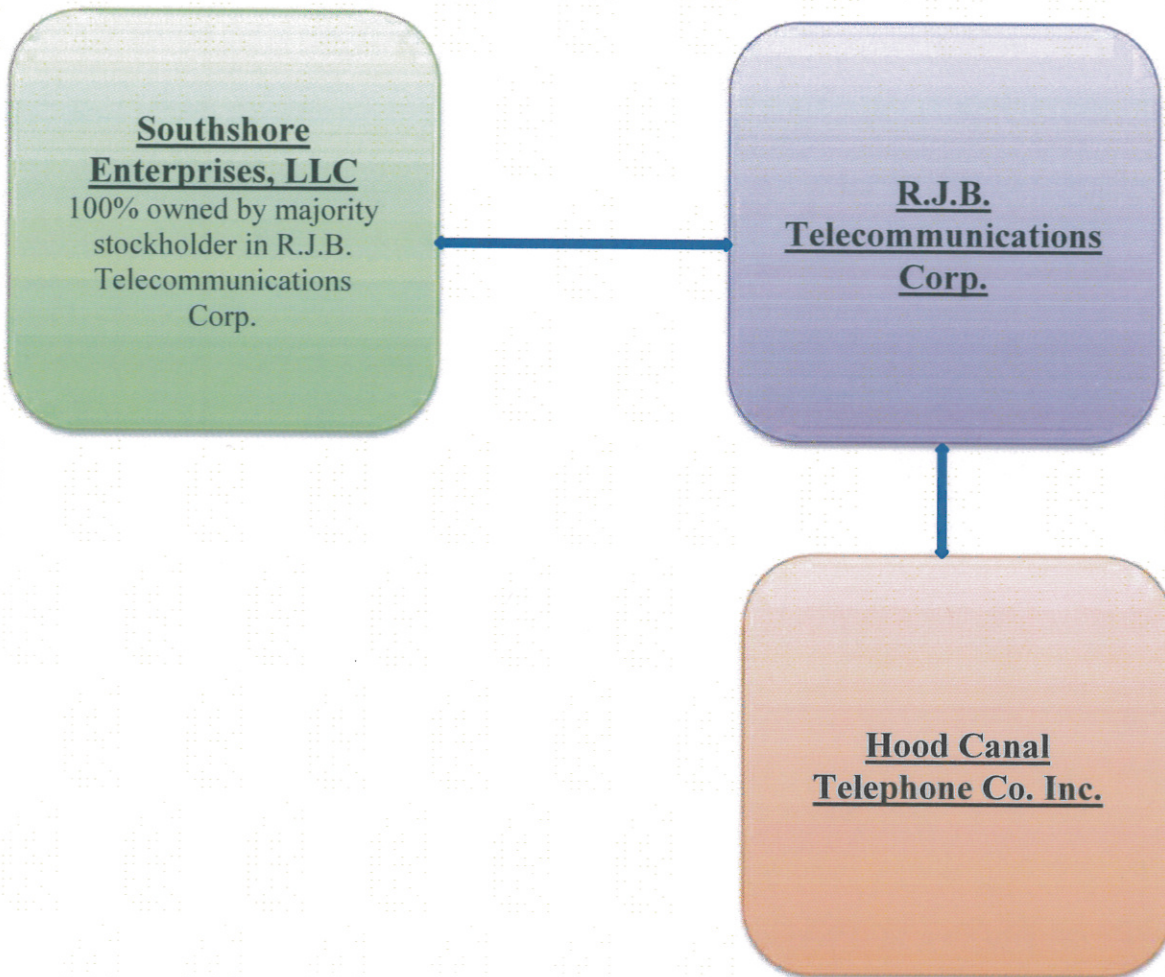 Southshore
Enterprises, LLC
100% owned by majority
stockholder in R.J.B.
Telecommunications
Corp.
R.J.B.
Telecommunications
Corp.
Hood Canal
Telephone Co. Inc.